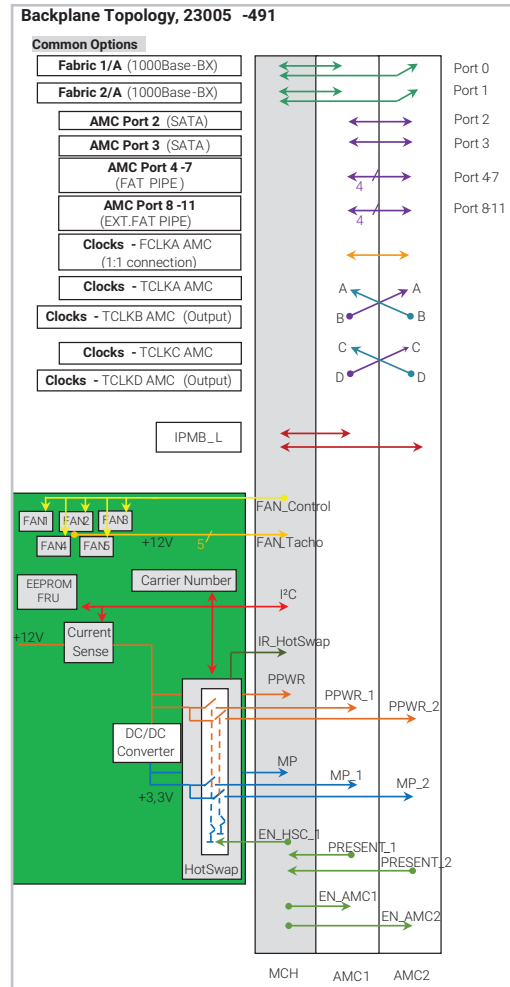 Backplane Topology, 23005 -491
Common Options
Fabric 1/A (1000Base-BX)
Port 0
Fabric 2/A (1000Base-BX)
Port 1
AMC Port 2 (SATA)
Port 2
AMC Port 3 (SATA)
Port 3
AMC Port 4 -7
(FAT PIPE)
4
Port 47
AMC Port 8 -11
(EXT.FAT PIPE)
4
Port 811
Clocks - FCLKA AMC
(1:1 connection)
Clocks - TCLKA AMC
A A
Clocks - TCLKB AMC (Output)
B B
Clocks - TCLKC AMC
C C
Clocks - TCLKD AMC (Output)
D D
IPMB_L
FAN_Control
FAN1 FAN2 FAN3
FAN4 FAN5 +12V 5 FAN_Tacho
EEPROM
FRU
Carrier Number
I²C
Current
Sense
+12V
IR_HotSwap
PPWR
PPWR_1
PPWR_2
DC/DC
Converter
MP
MP_1
MP_2
+3,3V
EN_HSC_1
PRESENT_1
PRESENT_2
HotSwap
EN_AMC1
EN_AMC2
MCH AMC1 AMC2